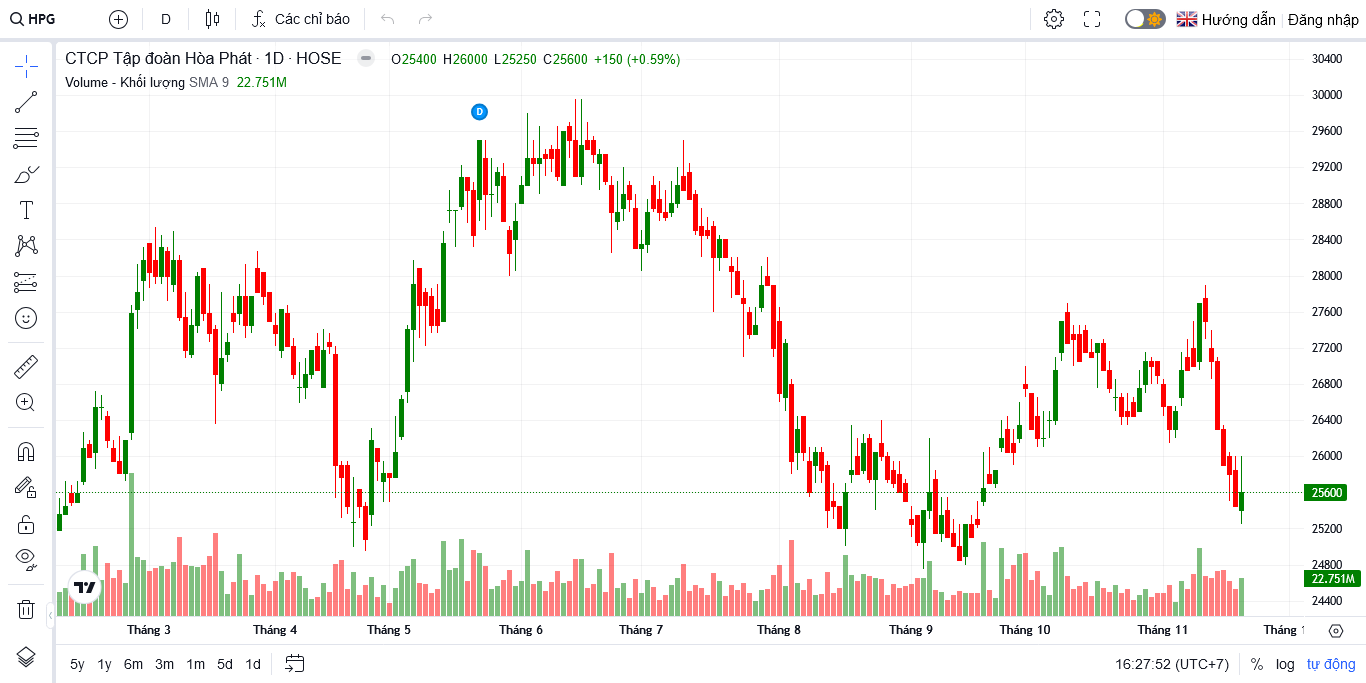 HPG D Các chỉ báo Hướng dẫn Đăng nhập
CTCP Tập đoàn Hòa Phát · 1D · HOSE O25400 H26000 L25250 C25600 +150 (+0.59%)
Volume - Khối lượng SMA 9 22.751M
D
30400
30000
29600
29200
28800
28400
28000
27600
27200
26800
26400
26000
25600
25200
24800
22.751M
24400
Tháng 3 Tháng 4 Tháng 5 Tháng 6 Tháng 7 Tháng 8 Tháng 9 Tháng 10 Tháng 11 Tháng
5y 1y 6m 3m 1m 5d 1d 16:27:52 (UTC+7) % log tự động